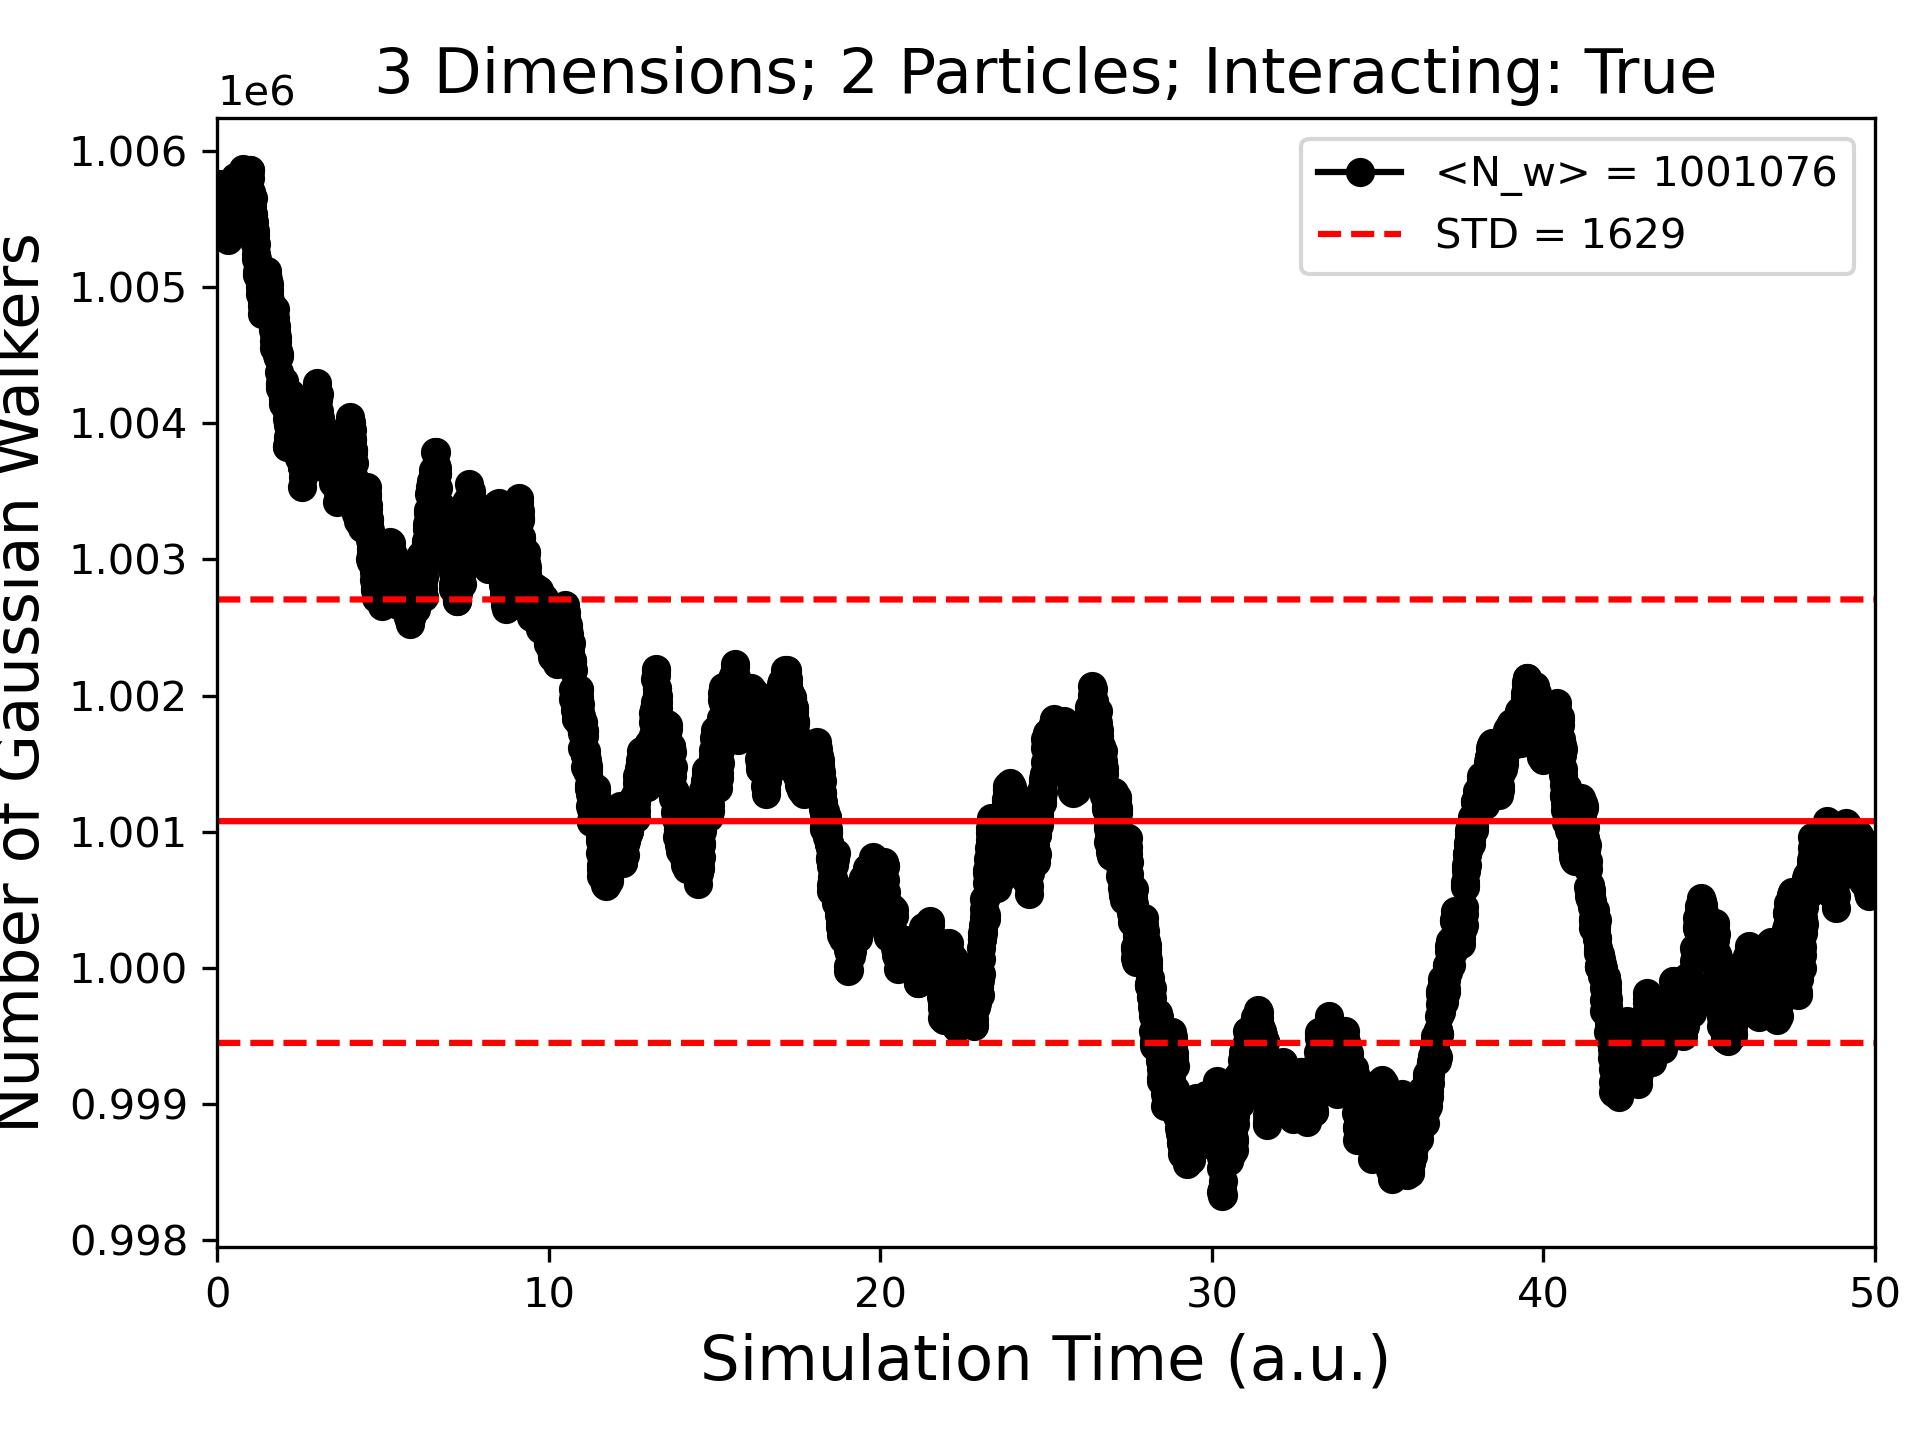 3 Dimensions; 2 Particles; Interacting: True
1e6
<N_w> = 1001076
STD = 1629
1.006
1.005
1.004
1.003
1.002
1.001
1.000
0.999
0.998
Number of Gaussian Walkers
0 10 20 30 40 50
Simulation Time (a.u.)